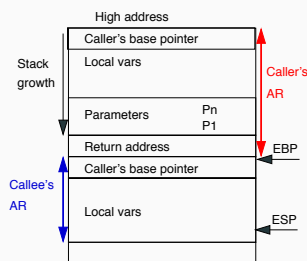 High address
Caller's base pointer
Stack
growth
Local vars
Caller's
AR
Parameters
Pn
P1
Return address
EBP
Caller's base pointer
Callee's
AR
Local vars
ESP